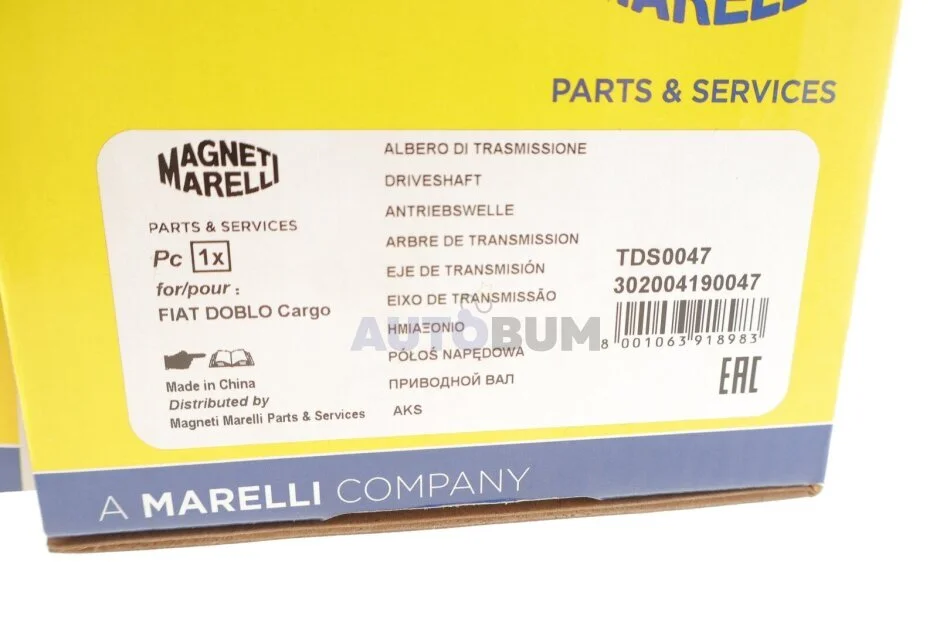 MARELLI
PARTS & SERVICES
MAGNETI
MARELLI
PARTS & SERVICES
Pc 1x
for/pour :
FIAT DOBLO Cargo
Made in China
Distributed by
Magneti Marelli Parts & Services
ALBERO DI TRASMISSIONE
DRIVESHAFT
ANTRIEBSWELLE
ARBRE DE TRANSMISSION
EJE DE TRANSMISIÓN
EIXO DE TRANSMISSÃO
ΗΜΙΑΞΟΝΙΟ
PÓŁOŚ NAPĘDOWA
ПРИВОДНОЙ ВАЛ
AKS
TDS0047
302004190047
8 001063 918983
EAC
AUTOBUM
A MARELLI COMPANY